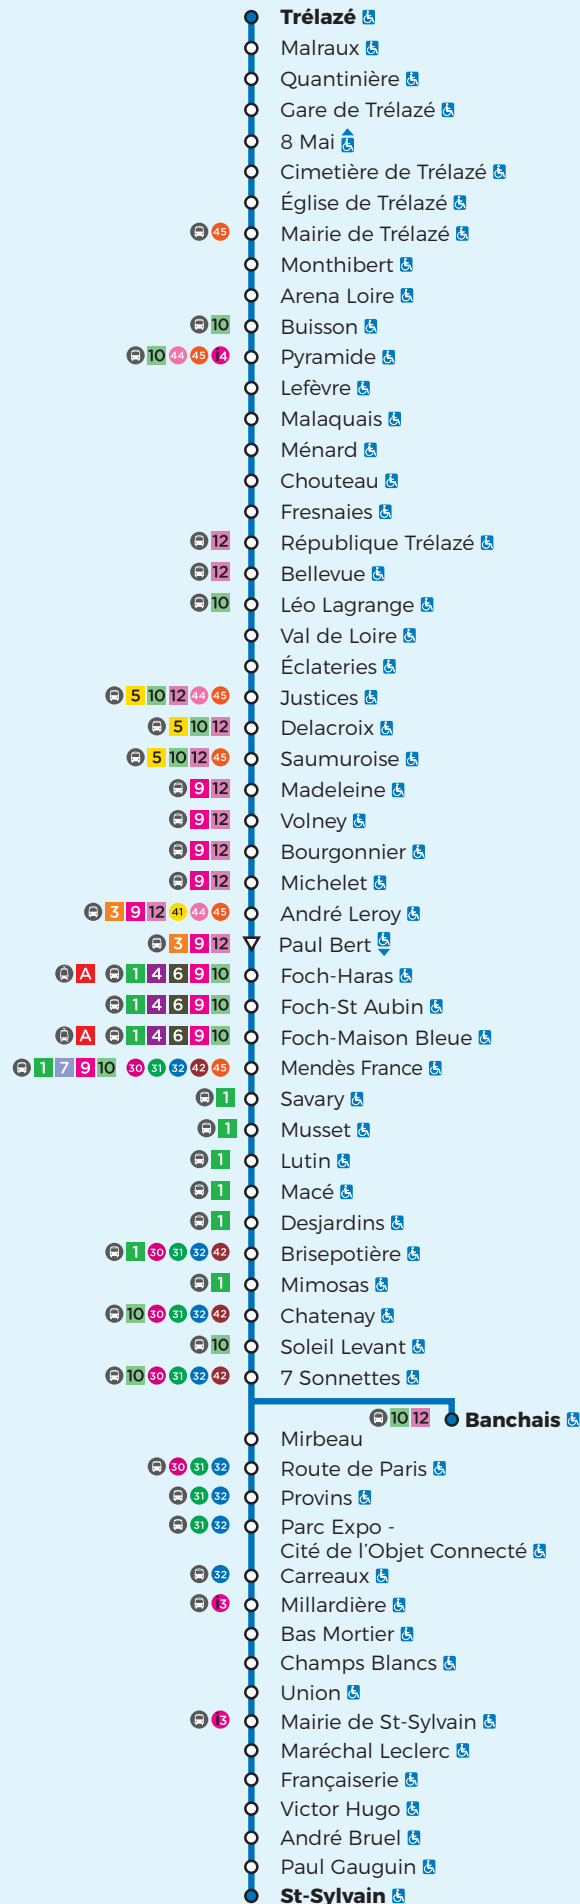 Trélazé
Malraux
Quantinière
Gare de Trélazé
8 Mai
Cimetière de Trélazé
Église de Trélazé
45 Mairie de Trélazé
Monthibert
Arena Loire
10 Buisson
10 44 45 i4 Pyramide
Lefèvre
Malaquais
Ménard
Chouteau
Fresnaies
12 République Trélazé
12 Bellevue
10 Léo Lagrange
Val de Loire
Éclateries
5 10 12 44 45 Justices
5 10 12 Delacroix
5 10 12 45 Saumuroise
9 12 Madeleine
9 12 Volney
9 12 Bourgonnier
9 12 Michelet
3 9 12 41 44 45 André Leroy
3 9 12 Paul Bert
A 1 4 6 9 10 Foch-Haras
1 4 6 9 10 Foch-St Aubin
A 1 4 6 9 10 Foch-Maison Bleue
1 7 9 10 30 31 32 42 45 Mendès France
1 Savary
1 Musset
1 Lutin
1 Macé
1 Desjardins
1 30 31 32 42 Brisepotière
1 Mimosas
10 30 31 32 42 Chatenay
10 Soleil Levant
10 30 31 32 42 7 Sonnettes
10 12 Banchais
Mirbeau
30 31 32 Route de Paris
31 32 Provins
31 32 Parc Expo -
Cité de l'Objet Connecté
32 Carreaux
i3 Millardière
Bas Mortier
Champs Blancs
Union
i3 Mairie de St-Sylvain
Maréchal Leclerc
Françaiserie
Victor Hugo
André Bruel
Paul Gauguin
St-Sylvain